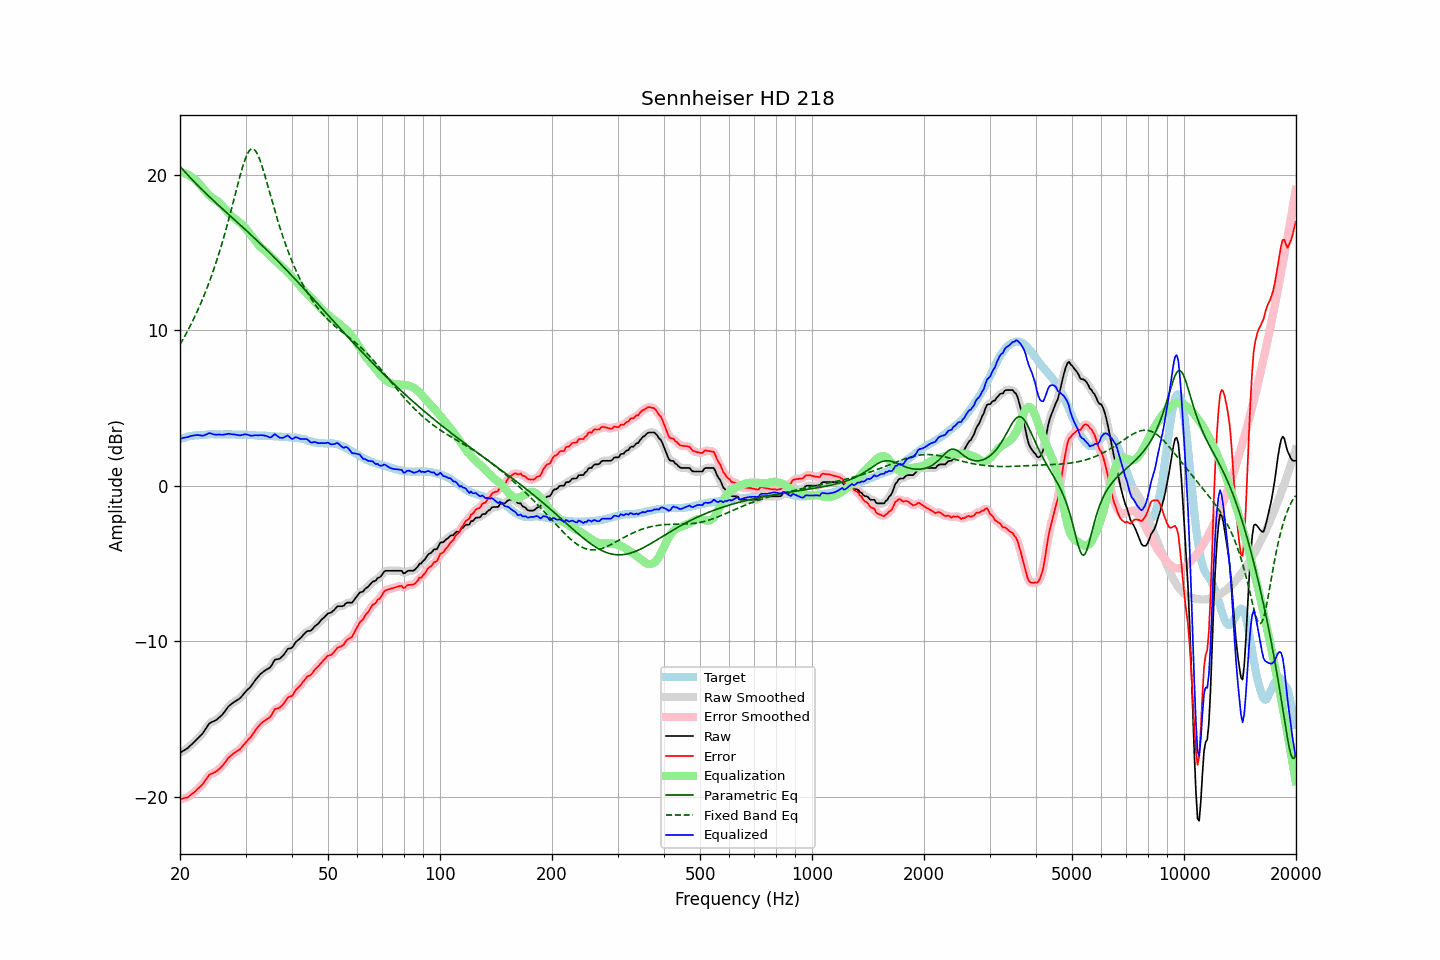 Sennheiser HD 218
Amplitude (dBr)
20
10
0
−10
−20
Target
Raw Smoothed
Error Smoothed
Raw
Error
Equalization
Parametric Eq
Fixed Band Eq
Equalized
20 50 100 200 500 1000 2000 5000 10000 20000
Frequency (Hz)